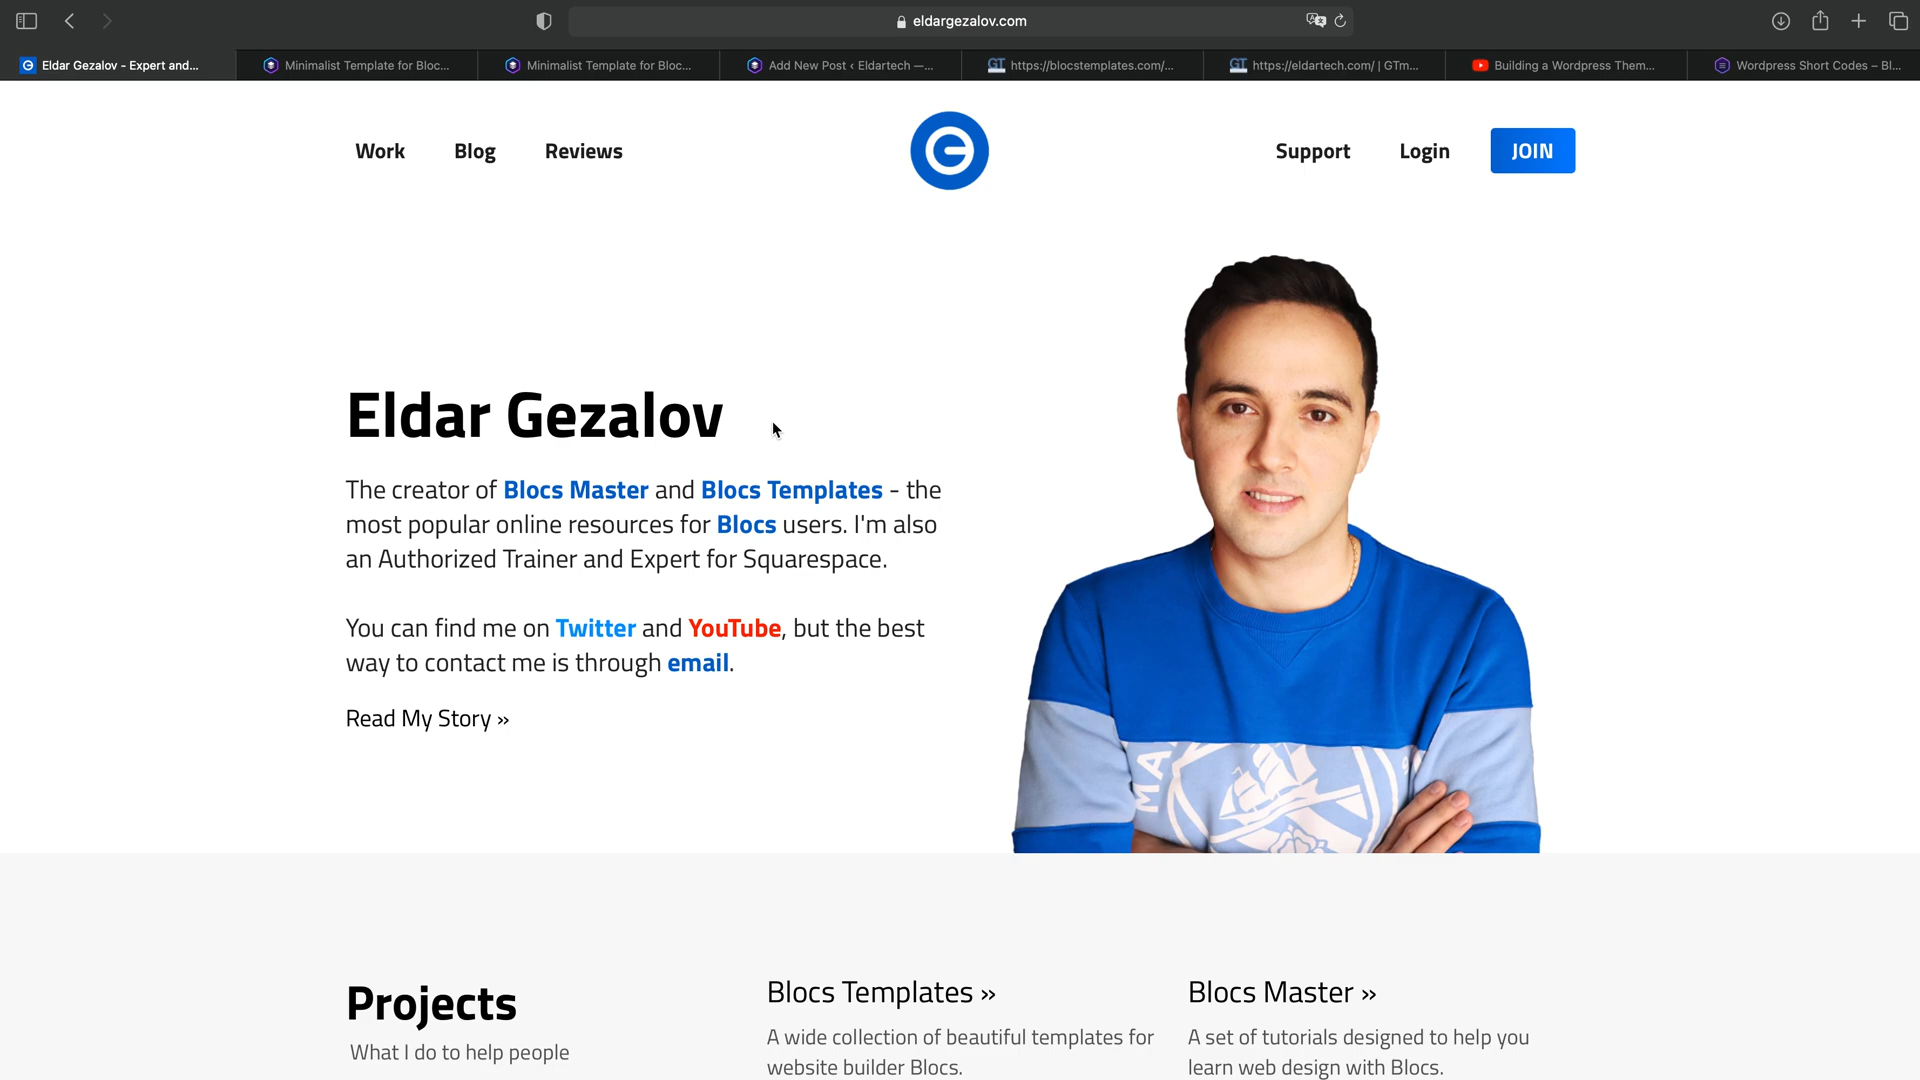 eldargezalov.com
Eldar Gezalov - Expert and...
Minimalist Template for Bloc...
Minimalist Template for Bloc...
Add New Post ‹ Eldartech —...
GT https://blocstemplates.com/...
GT https://eldartech.com/ | GTm...
Building a Wordpress Them...
Wordpress Short Codes – Bl...
Work Blog Reviews
Support Login JOIN
Eldar Gezalov
The creator of Blocs Master and Blocs Templates - the
most popular online resources for Blocs users. I'm also
an Authorized Trainer and Expert for Squarespace.
You can find me on Twitter and YouTube, but the best
way to contact me is through email.
Read My Story »
MA
Projects
What I do to help people
Blocs Templates »
A wide collection of beautiful templates for
website builder Blocs.
Blocs Master »
A set of tutorials designed to help you
learn web design with Blocs.